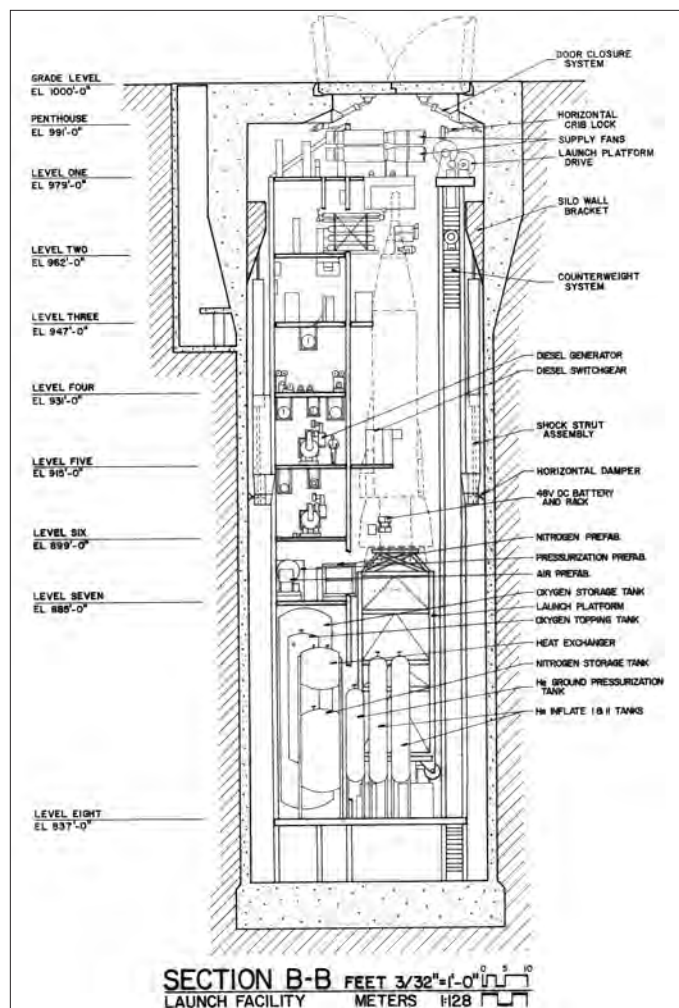 GRADE LEVEL
EL 1000'-0"
PENTHOUSE
EL 991'-0"
LEVEL ONE
EL 979'-0"
LEVEL TWO
EL 962'-0"
LEVEL THREE
EL 947'-0"
LEVEL FOUR
EL 931'-0"
LEVEL FIVE
EL 915'-0"
LEVEL SIX
EL 899'-0"
LEVEL SEVEN
EL 885'-0"
LEVEL EIGHT
EL 837'-0"
DOOR CLOSURE
SYSTEM
HORIZONTAL
CRIB LOCK
SUPPLY FANS
LAUNCH PLATFORM
DRIVE
SILO WALL
BRACKET
COUNTERWEIGHT
SYSTEM
DIESEL GENERATOR
DIESEL SWITCHGEAR
SHOCK STRUT
ASSEMBLY
HORIZONTAL DAMPER
48V DC BATTERY
AND RACK
NITROGEN PREFAB.
PRESSURIZATION PREFAB.
AIR PREFAB.
OXYGEN STORAGE TANK
LAUNCH PLATFORM
OXYGEN TOPPING TANK
HEAT EXCHANGER
NITROGEN STORAGE TANK
He GROUND PRESSURIZATION
TANK
He INFLATE I & II TANKS
SECTION B-B FEET 3/32"=1'-0" 0 5 10
LAUNCH FACILITY METERS 1:128